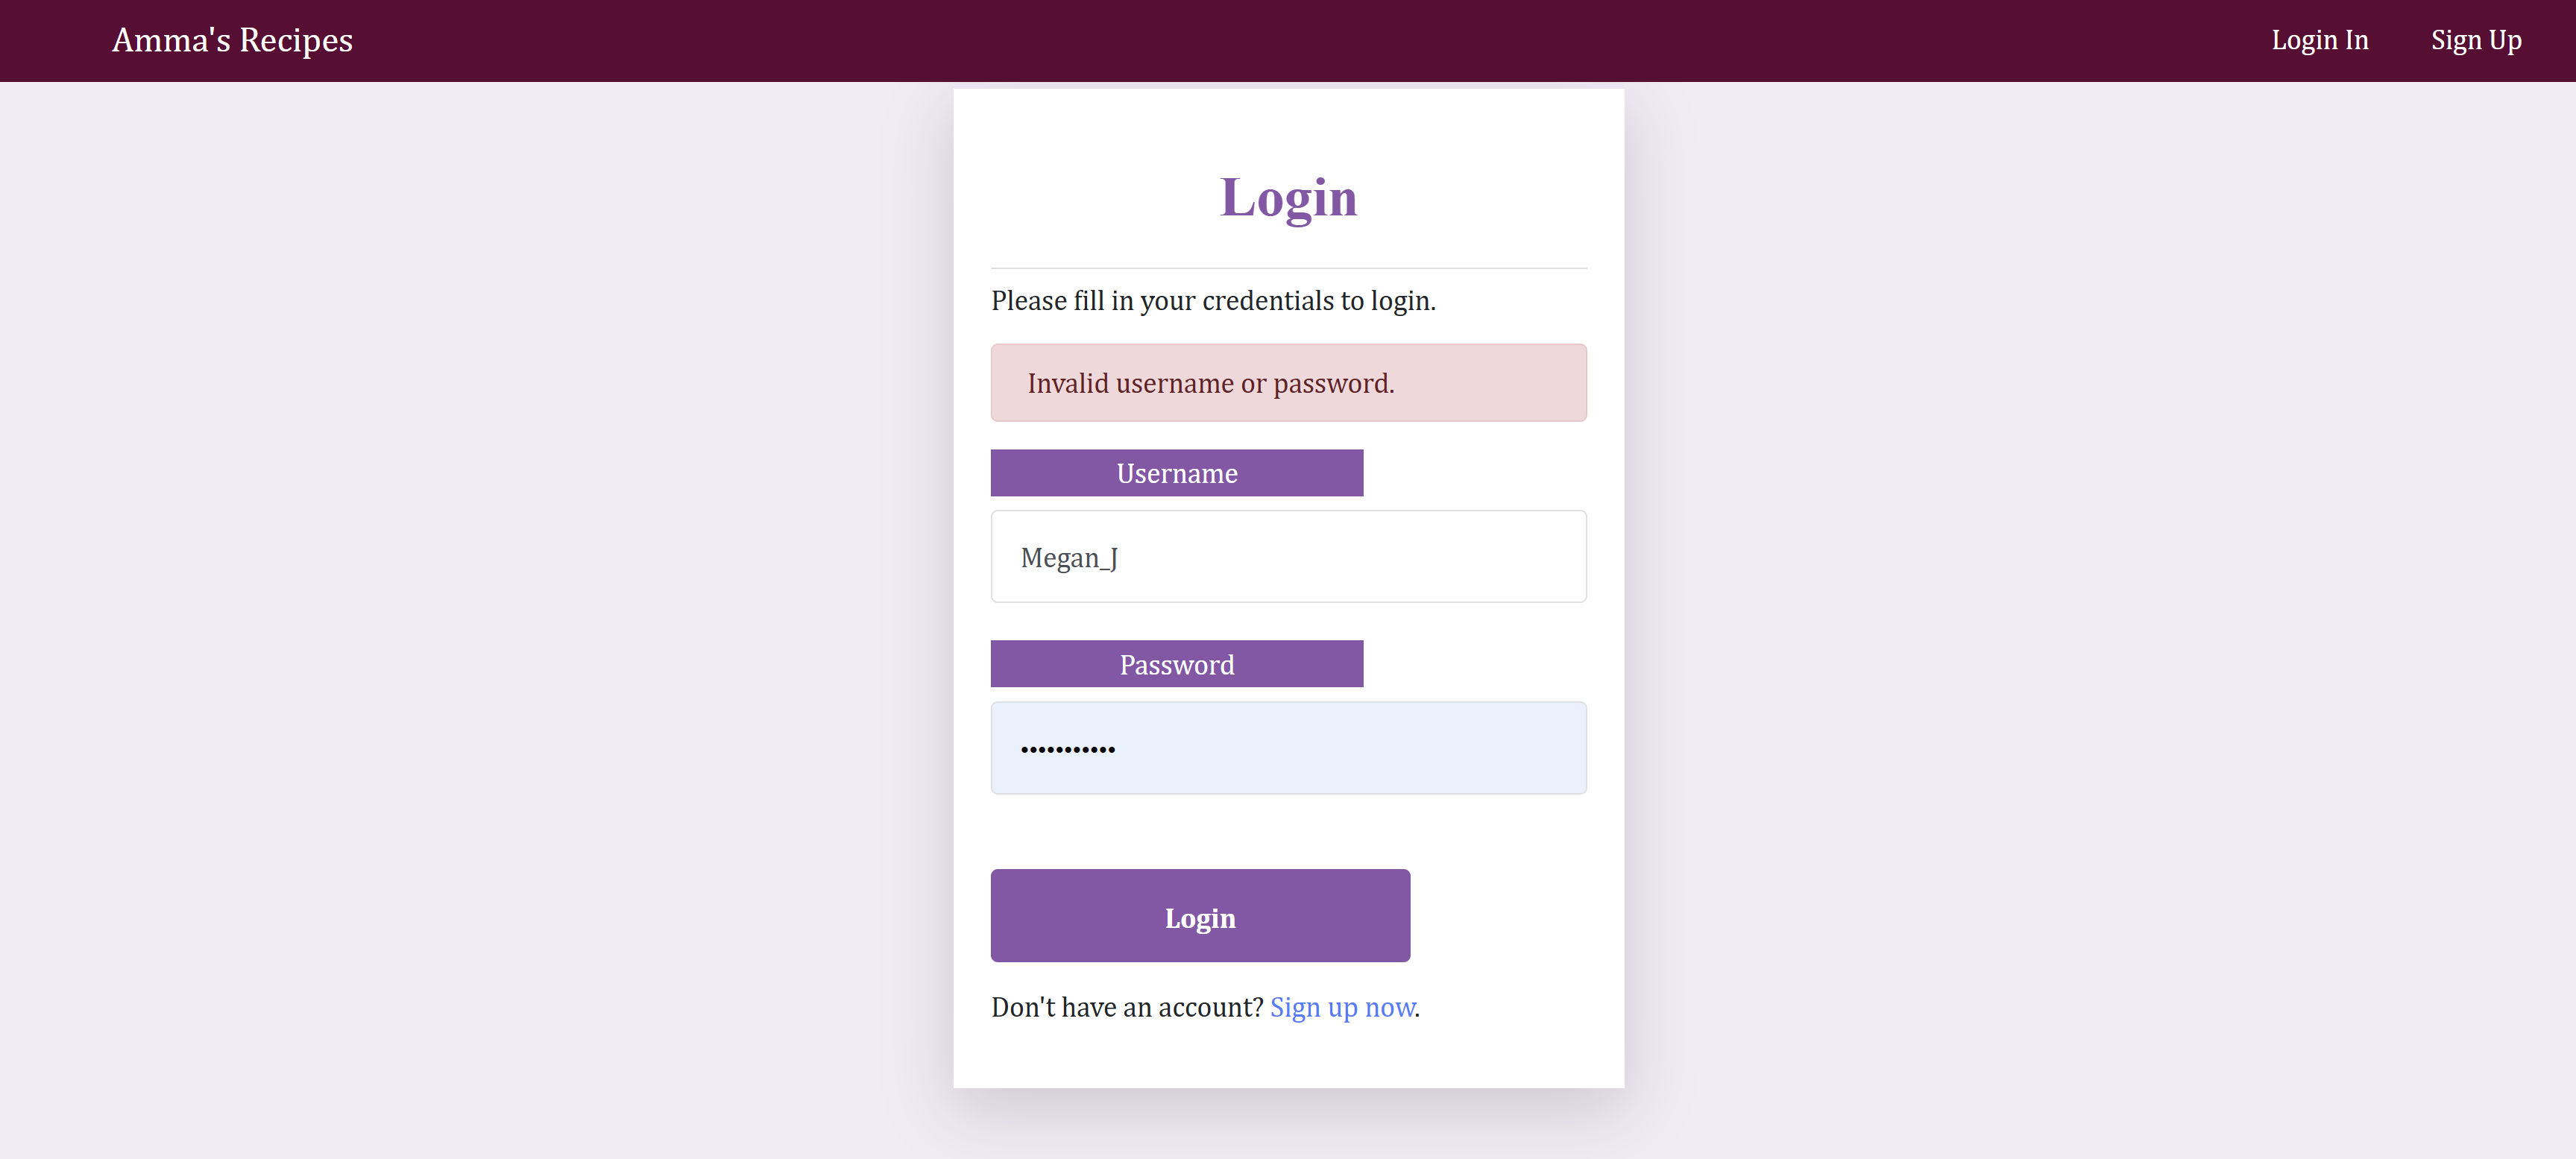 Amma's Recipes
Login In
Sign Up
Login
Please fill in your credentials to login.
Invalid username or password.
Username
Megan_J
Password
•••••••••••
Login
Don't have an account? Sign up now.